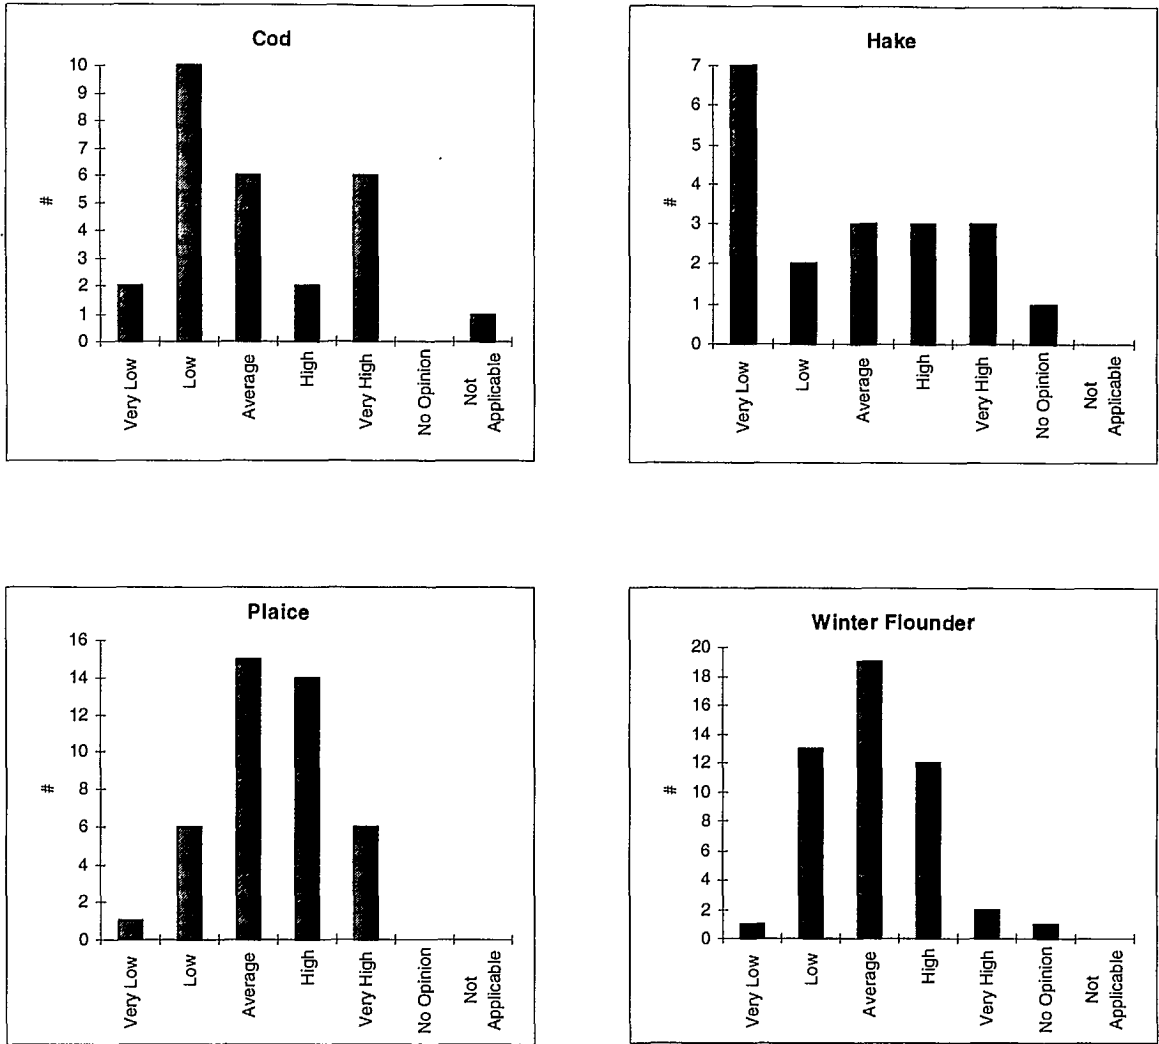 Cod
10
9
8
7
6
5
4
3
2
1
0
#
Very Low
Low
Average
High
Very High
No Opinion
Not
Applicable
Hake
7
6
5
4
3
2
1
0
#
Very Low
Low
Average
High
Very High
No Opinion
Not
Applicable
Plaice
16
14
12
10
8
6
4
2
0
#
Very Low
Low
Average
High
Very High
No Opinion
Not
Applicable
Winter Flounder
20
18
16
14
12
10
8
6
4
2
0
#
Very Low
Low
Average
High
Very High
No Opinion
Not
Applicable